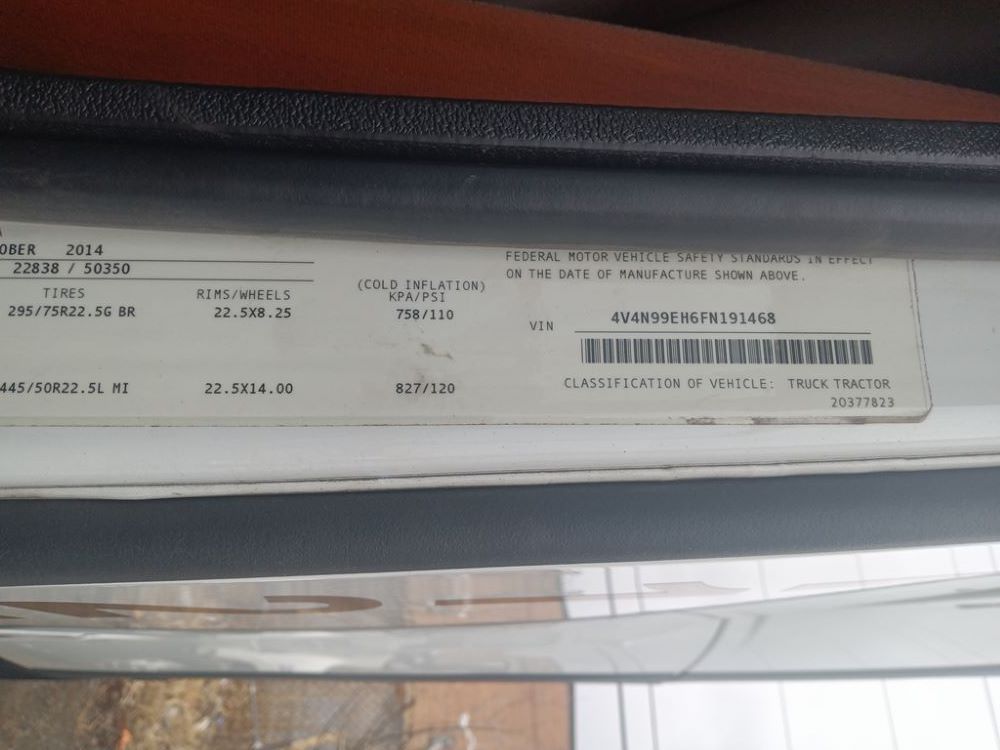 OBER 2014
22838 / 50350
TIRES RIMS/WHEELS (COLD INFLATION) KPA/PSI
295/75R22.5G BR 22.5X8.25 758/110
445/50R22.5L MI 22.5X14.00 827/120
FEDERAL MOTOR VEHICLE SAFETY STANDARDS IN EFFECT
ON THE DATE OF MANUFACTURE SHOWN ABOVE.
VIN 4V4N99EH6FN191468
CLASSIFICATION OF VEHICLE: TRUCK TRACTOR
20377823